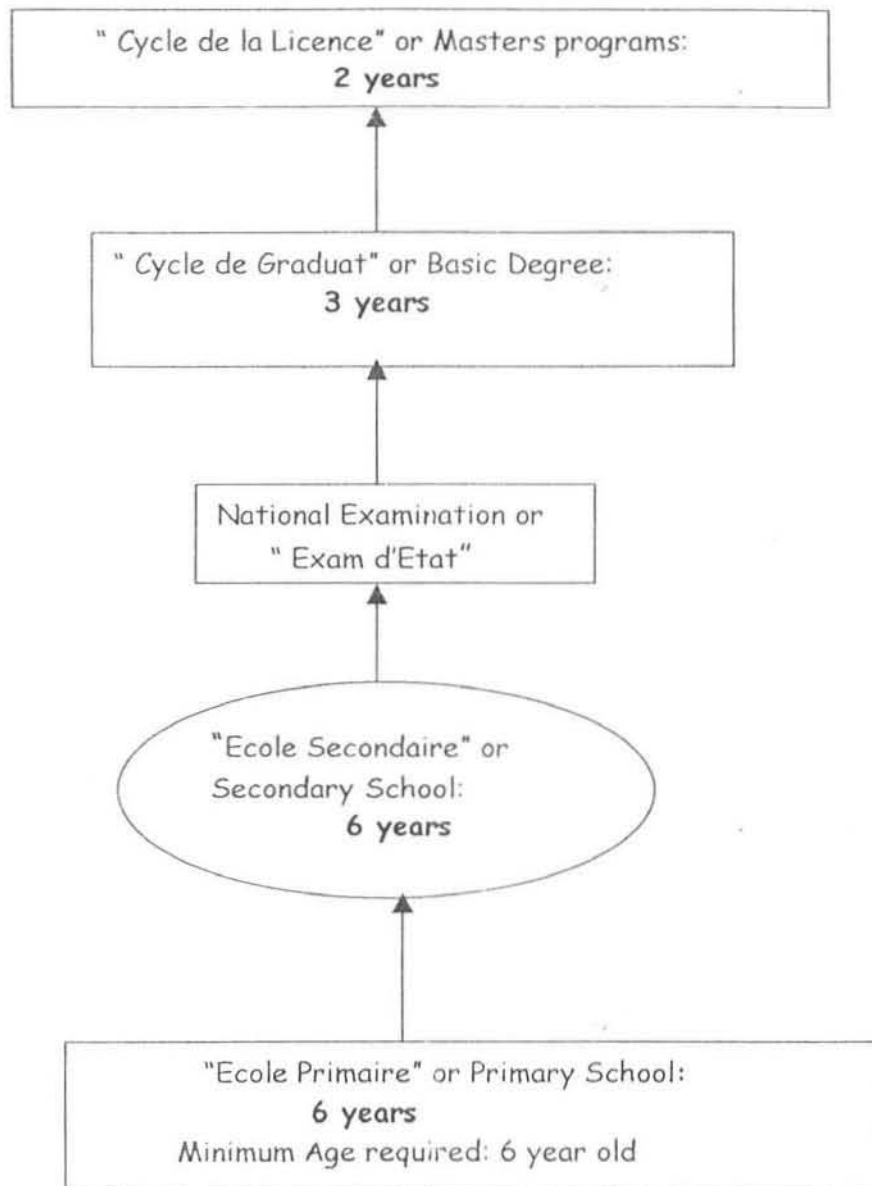 “ Cycle de la Licence” or Masters programs:
2 years
“ Cycle de Graduat” or Basic Degree:
3 years
National Examination or
“ Exam d'Etat”
“Ecole Secondaire” or
Secondary School:
6 years
“Ecole Primaire” or Primary School:
6 years
Minimum Age required: 6 year old